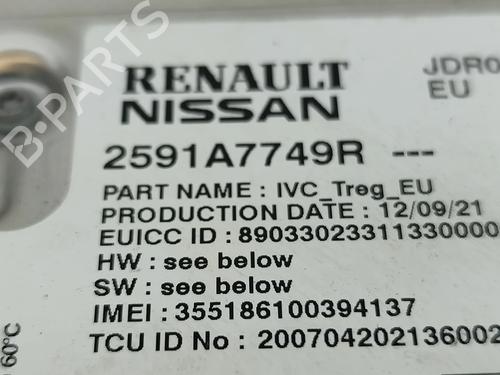 RENAULT JDR0
NISSAN EU
2591A7749R ---
PART NAME : IVC_Treg_EU
PRODUCTION DATE : 12/09/21
EUICC ID : 89033023311330000
HW : see below
SW : see below
IMEI : 355186100394137
TCU ID No : 200704202136002
60°C